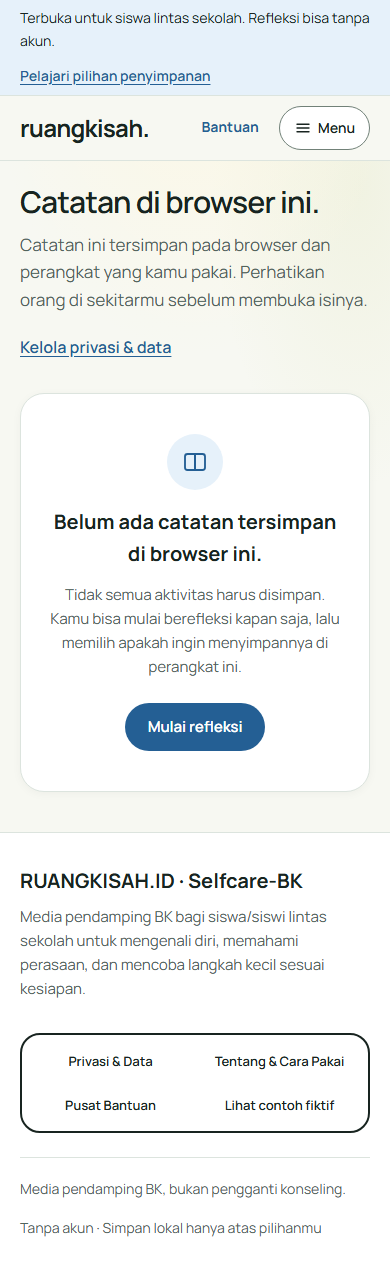 Terbuka untuk siswa lintas sekolah. Refleksi bisa tanpa
akun.
Pelajari pilihan penyimpanan
ruangkisah.
Bantuan
Menu
Catatan di browser ini.
Catatan ini tersimpan pada browser dan
perangkat yang kamu pakai. Perhatikan
orang di sekitarmu sebelum membuka isinya.
Kelola privasi & data
Belum ada catatan tersimpan
di browser ini.
Tidak semua aktivitas harus disimpan.
Kamu bisa mulai berefleksi kapan saja, lalu
memilih apakah ingin menyimpannya di
perangkat ini.
Mulai refleksi
RUANGKISAH.ID · Selfcare-BK
Media pendamping BK bagi siswa/siswi lintas
sekolah untuk mengenali diri, memahami
perasaan, dan mencoba langkah kecil sesuai
kesiapan.
Privasi & Data
Tentang & Cara Pakai
Pusat Bantuan
Lihat contoh fiktif
Media pendamping BK, bukan pengganti konseling.
Tanpa akun · Simpan lokal hanya atas pilihanmu